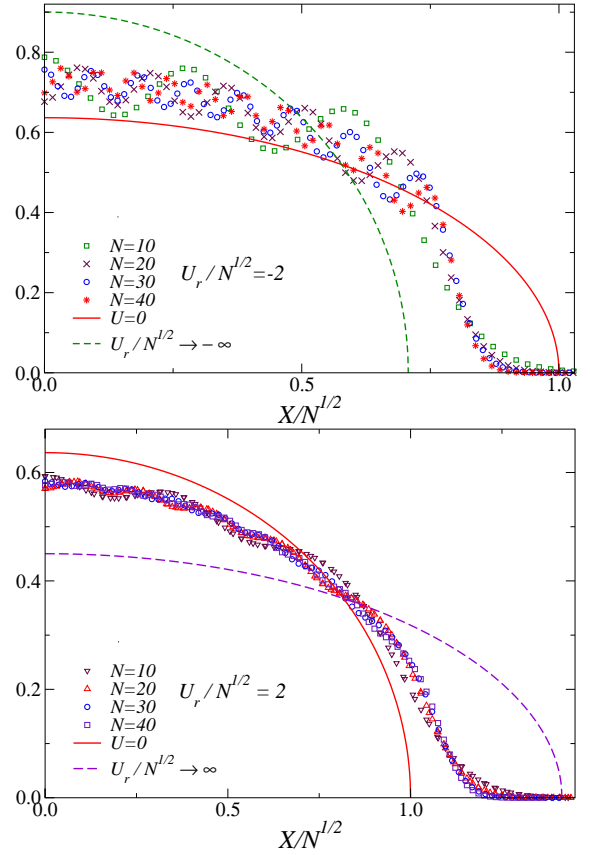 0.8
0.6
0.4
0.2
0.0
N=10
N=20
N=30
N=40
U=0
U_r / N^{1/2} → - ∞
U_r / N^{1/2} = -2
0.0 0.5 1.0
X/N^{1/2}
0.6
0.4
0.2
0.0
N=10
N=20
N=30
N=40
U=0
U_r / N^{1/2} → ∞
U_r / N^{1/2} = 2
0.0 0.5 1.0
X/N^{1/2}